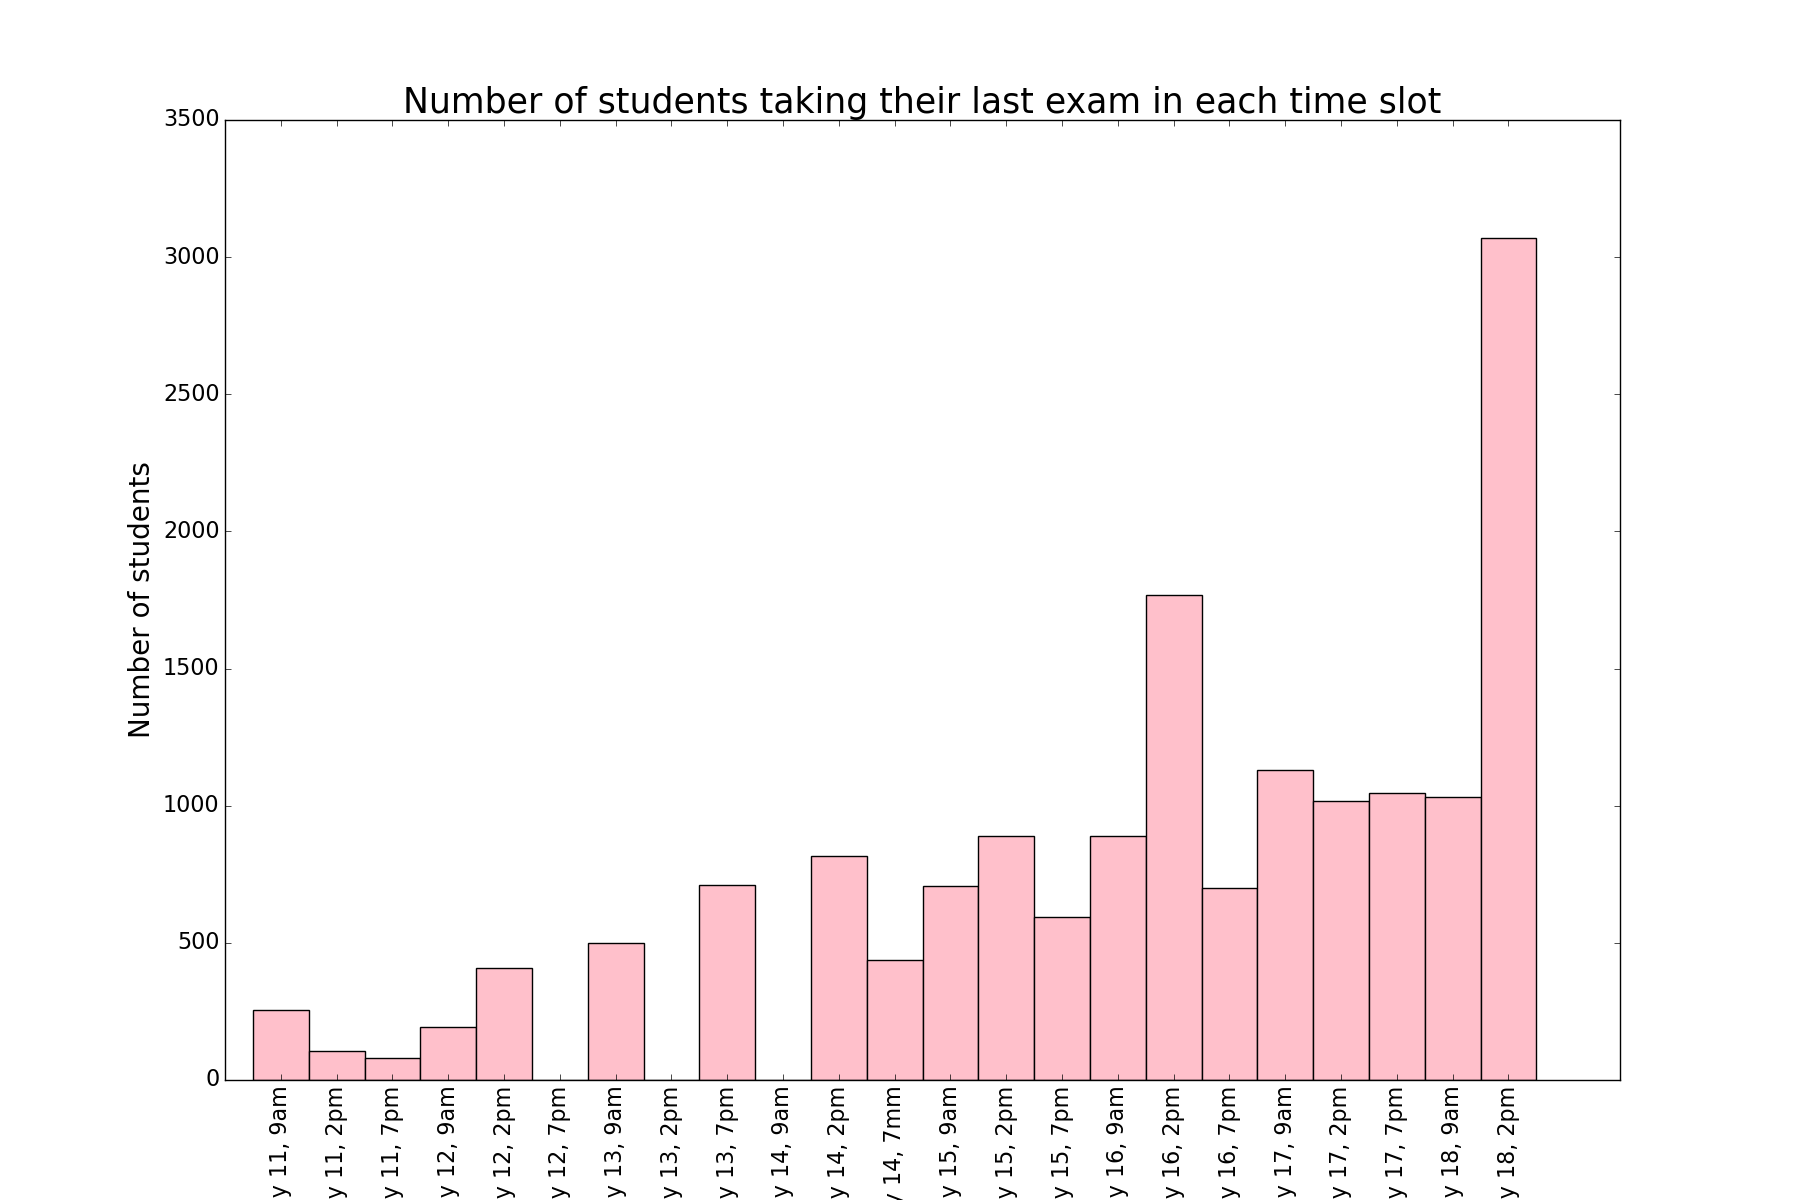 Number of students taking their last exam in each time slot
Number of students
3500
3000
2500
2000
1500
1000
500
0
y 11, 9am
y 11, 2pm
y 11, 7pm
y 12, 9am
y 12, 2pm
y 12, 7pm
y 13, 9am
y 13, 2pm
y 13, 7pm
y 14, 9am
y 14, 2pm
y 14, 7mm
y 15, 9am
y 15, 2pm
y 15, 7pm
y 16, 9am
y 16, 2pm
y 16, 7pm
y 17, 9am
y 17, 2pm
y 17, 7pm
y 18, 9am
y 18, 2pm